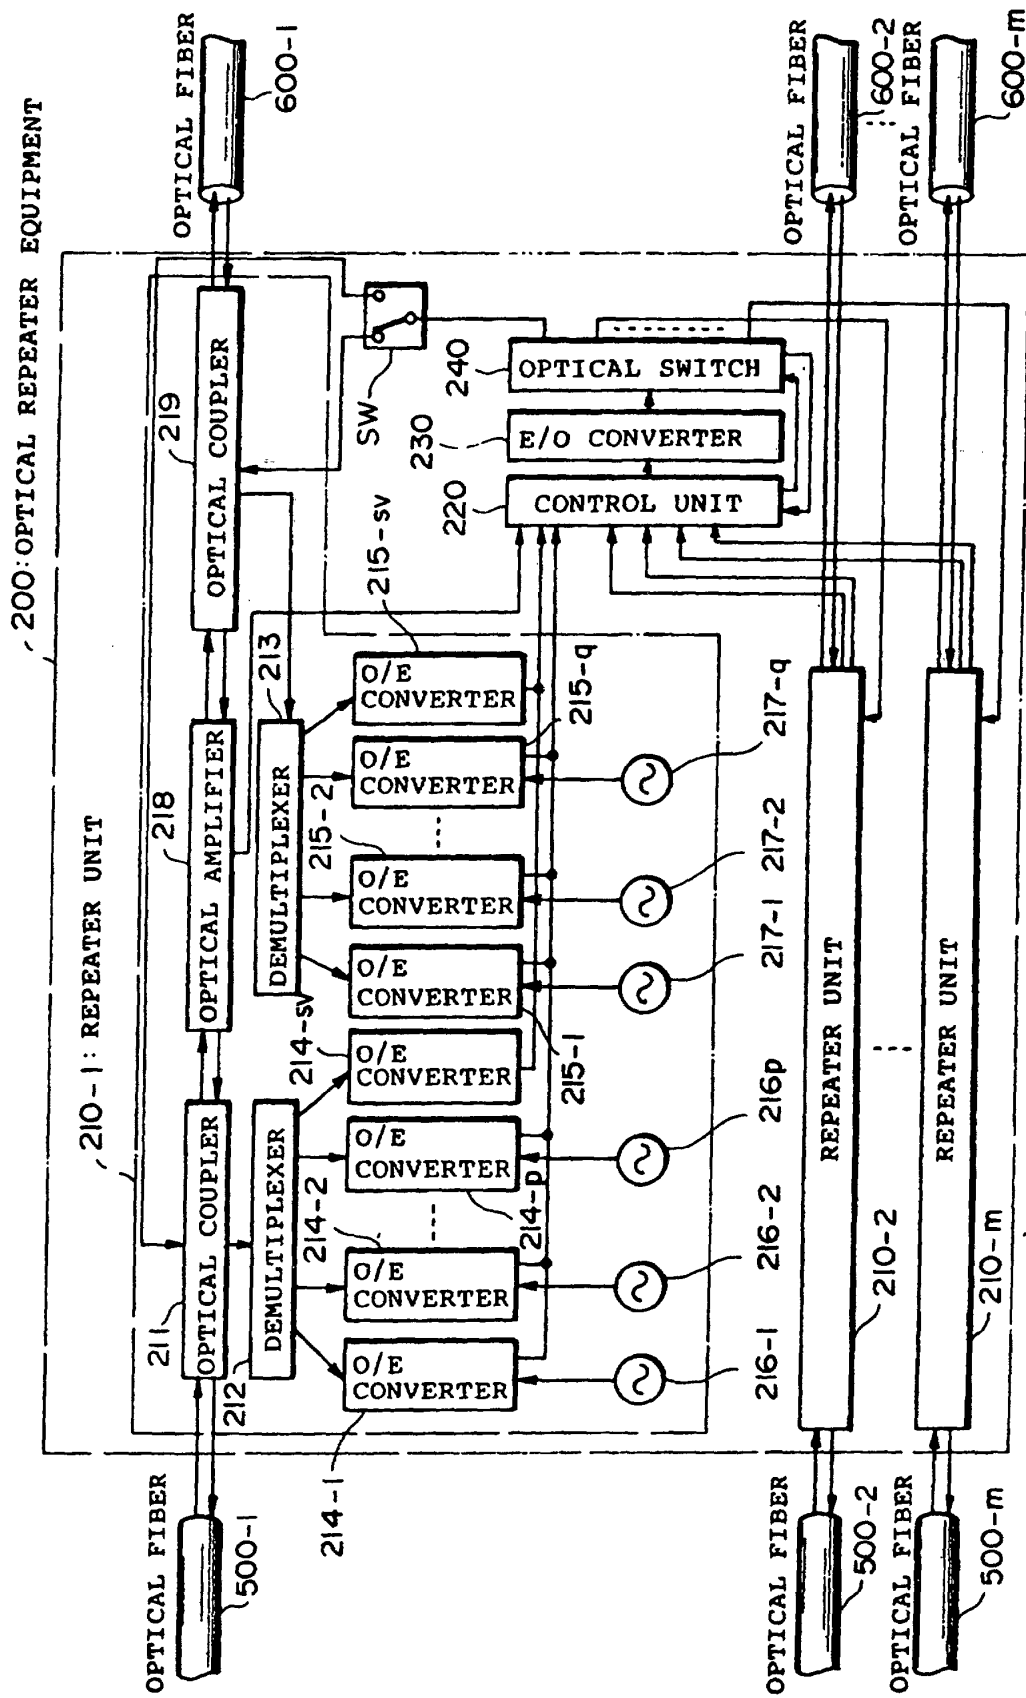 200:OPTICAL REPEATER EQUIPMENT
210-1: REPEATER UNIT
OPTICAL FIBER
500-1
211
OPTICAL COUPLER
218
OPTICAL AMPLIFIER
219
OPTICAL COUPLER
OPTICAL FIBER
600-1
212
DEMULTIPLEXER
213
DEMULTIPLEXER
214-1
O/E
CONVERTER
214-2
O/E
CONVERTER
214-p
O/E
CONVERTER
214-sv
O/E
CONVERTER
215-1
O/E
CONVERTER
215-2
O/E
CONVERTER
215-q
O/E
CONVERTER
215-sv
O/E
CONVERTER
SW
216-1
216-2
216p
217-1
217-2
217-q
220
CONTROL UNIT
230
E/O CONVERTER
240
OPTICAL SWITCH
OPTICAL FIBER
500-2
210-2
REPEATER UNIT
OPTICAL FIBER
600-2
OPTICAL FIBER
500-m
210-m
REPEATER UNIT
OPTICAL FIBER
600-m